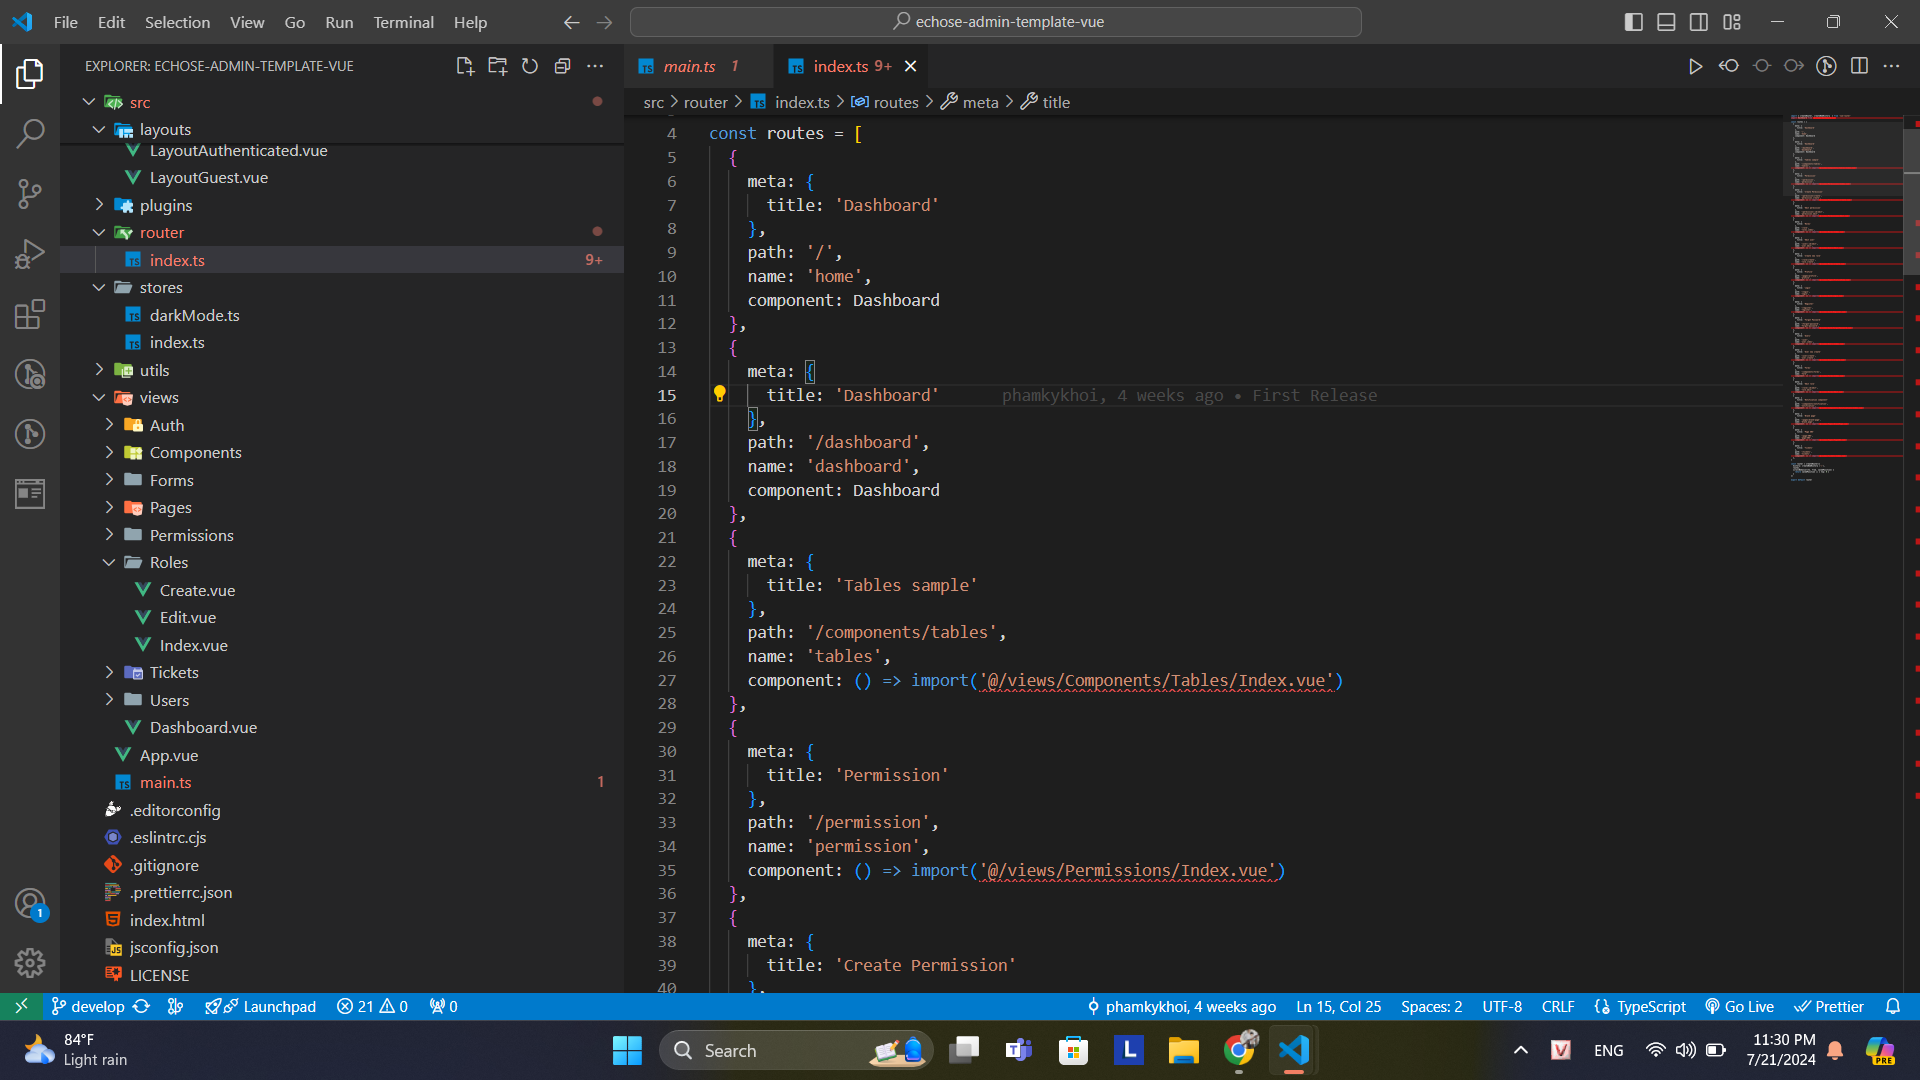 File Edit Selection View Go Run Terminal Help
echose-admin-template-vue
EXPLORER: ECHOSE-ADMIN-TEMPLATE-VUE
src
layouts
LayoutAuthenticated.vue
LayoutGuest.vue
plugins
router
index.ts 9+
stores
darkMode.ts
index.ts
utils
views
Auth
Components
Forms
Pages
Permissions
Roles
Create.vue
Edit.vue
Index.vue
Tickets
Users
Dashboard.vue
App.vue
main.ts 1
.editorconfig
.eslintrc.cjs
.gitignore
.prettierrc.json
index.html
jsconfig.json
LICENSE
main.ts 1
index.ts 9+
src > router > index.ts > routes > meta > title
4 const routes = [
5 {
6 meta: {
7 title: 'Dashboard'
8 },
9 path: '/',
10 name: 'home',
11 component: Dashboard
12 },
13 {
14 meta: {
15 title: 'Dashboard' phamkykhoi, 4 weeks ago • First Release
16 },
17 path: '/dashboard',
18 name: 'dashboard',
19 component: Dashboard
20 },
21 {
22 meta: {
23 title: 'Tables sample'
24 },
25 path: '/components/tables',
26 name: 'tables',
27 component: () => import('@/views/Components/Tables/Index.vue')
28 },
29 {
30 meta: {
31 title: 'Permission'
32 },
33 path: '/permission',
34 name: 'permission',
35 component: () => import('@/views/Permissions/Index.vue')
36 },
37 {
38 meta: {
39 title: 'Create Permission'
40 },
1
develop Launchpad 21 0 0 phamkykhoi, 4 weeks ago Ln 15, Col 25 Spaces: 2 UTF-8 CRLF TypeScript Go Live Prettier
84°F
Light rain
Search
L
V
ENG
11:30 PM
7/21/2024
PRE